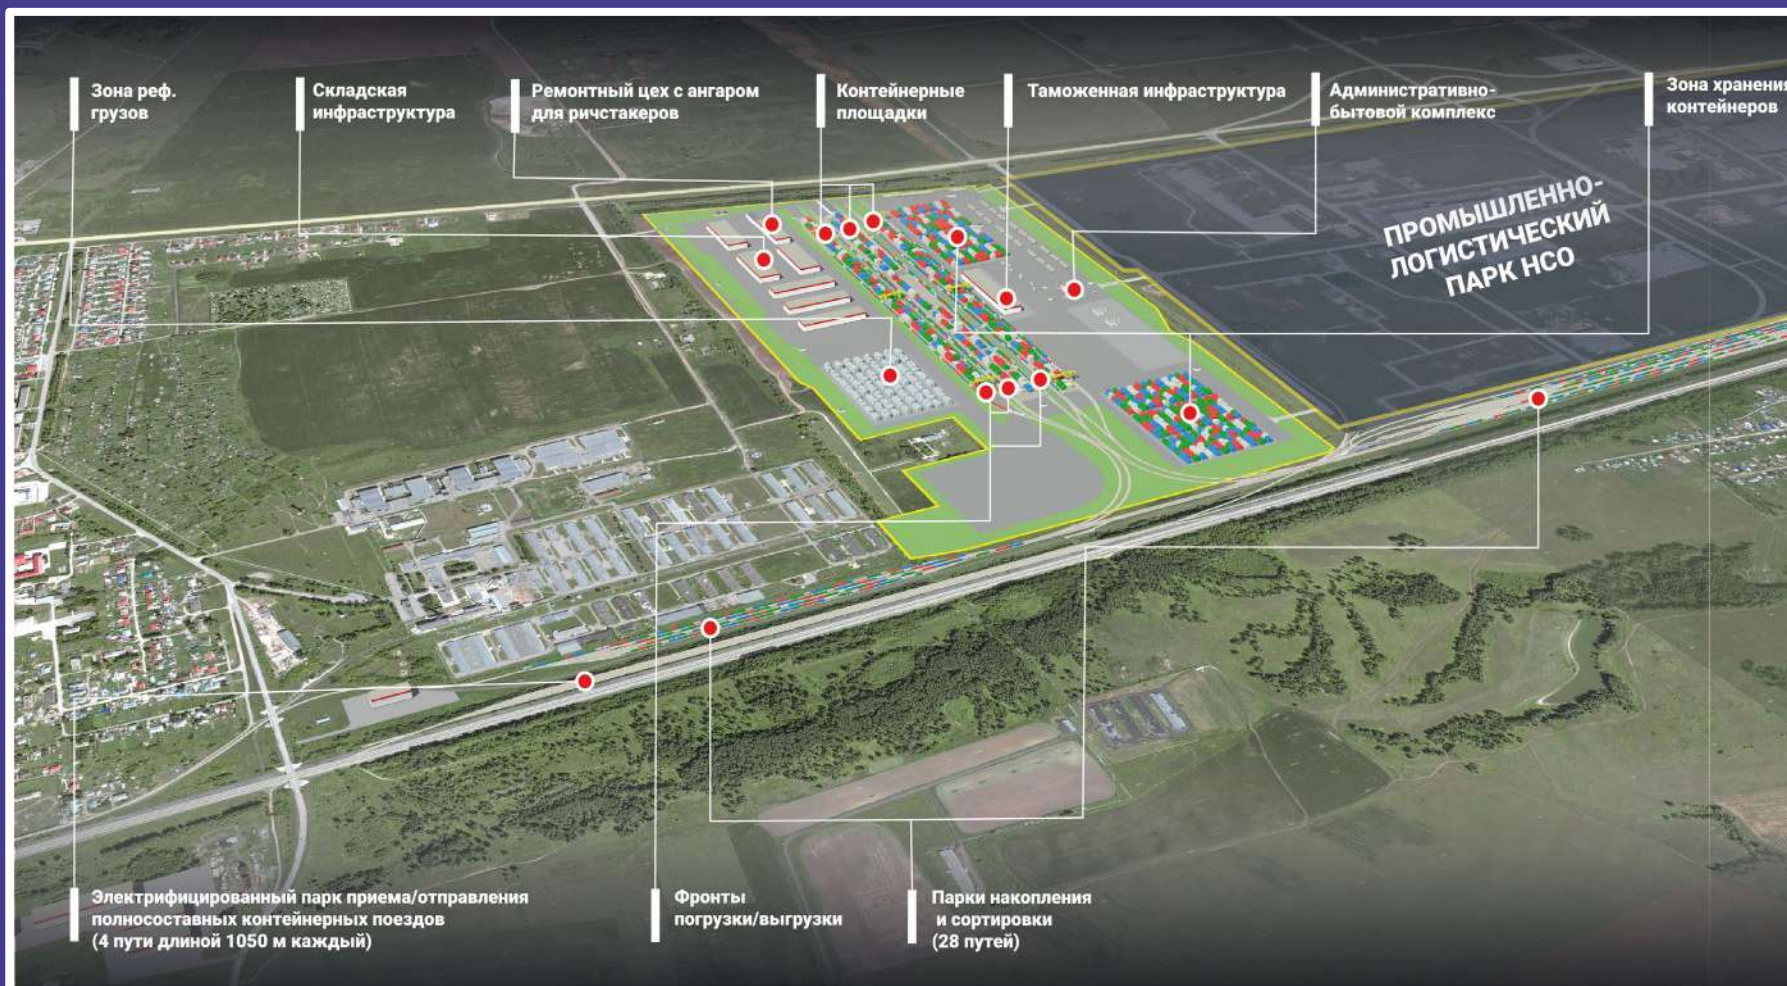 Зона реф.
грузов
Складская
инфраструктура
Ремонтный цех с ангаром
для ричстакеров
Контейнерные
площадки
Таможенная инфраструктура
Административно-
бытовой комплекс
Зона хранения
контейнеров
ПРОМЫШЛЕННО-
ЛОГИСТИЧЕСКИЙ
ПАРК НСО
Электрифицированный парк приема/отправления
полносоставных контейнерных поездов
(4 пути длиной 1050 м каждый)
Фронты
погрузки/выгрузки
Парки накопления
и сортировки
(28 путей)